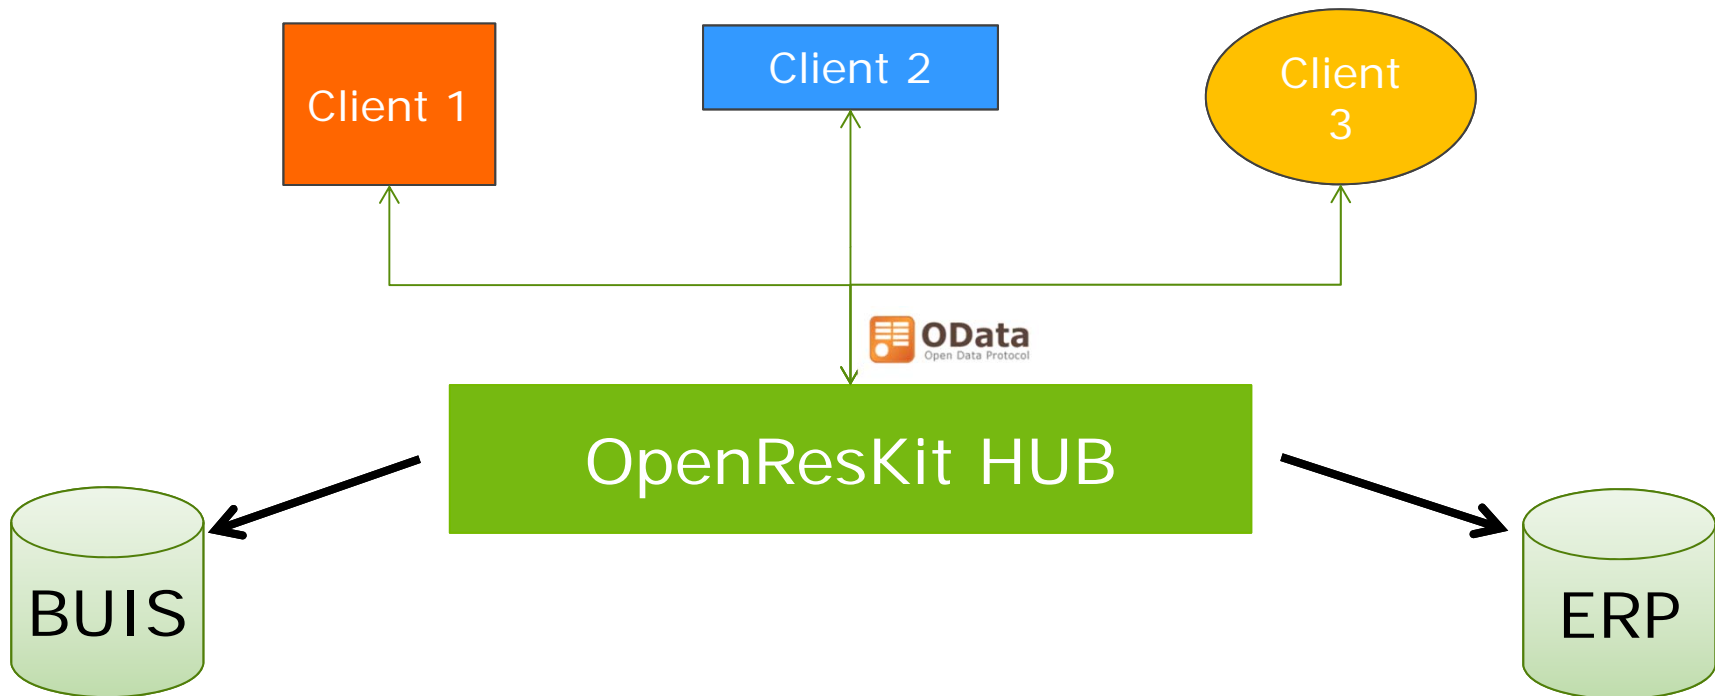 Client 1
Client 2
Client
3
OData
Open Data Protocol
OpenResKit HUB
BUIS
ERP